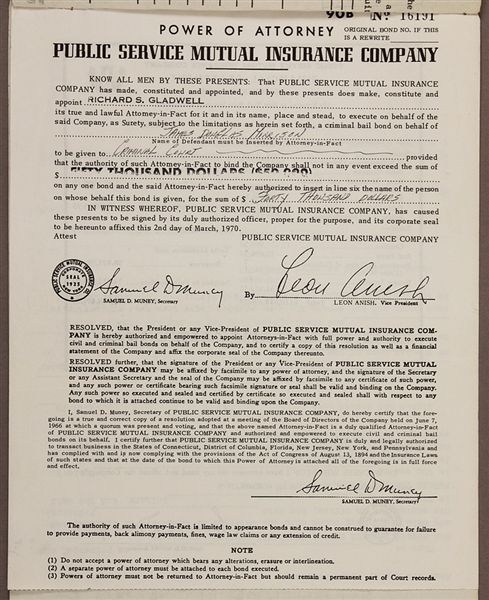 90B Nº 16191
POWER OF ATTORNEY
ORIGINAL BOND NO. IF THIS
IS A REWRITE
PUBLIC SERVICE MUTUAL INSURANCE COMPANY
KNOW ALL MEN BY THESE PRESENTS: That PUBLIC SERVICE MUTUAL INSURANCE
COMPANY has made, constituted and appointed, and by these presents does make, constitute and
appoint RICHARD S. GLADWELL
its true and lawful Attorney-in-Fact for it and in its name, place and stead, to execute on behalf of the
said Company, as Surety, subject to the limitations as herein set forth, a criminal bail bond on behalf of
JAMES DOUGLAS MORRISON
Name of Defendant must be Inserted by Attorney-in-Fact
to be given to CRIMINAL COURT provided
that the authority of such Attorney-in-Fact to bind the Company shall not in any event exceed the sum of
FIFTY THOUSAND DOLLARS ($50,000)
on any one bond and the said Attorney-in-Fact hereby authorized to insert in line six the name of the person
on whose behalf this bond is given, for the sum of $ FORTY THOUSAND DOLLARS
IN WITNESS WHEREOF, PUBLIC SERVICE MUTUAL INSURANCE COMPANY, has caused
these presents to be signed by its duly authorized officer, proper for the purpose, and its corporate seal
to be hereunto affixed this 2nd day of March, 1970.
Attest PUBLIC SERVICE MUTUAL INSURANCE COMPANY
PUBLIC SERVICE MUTUAL INS
CORPORATE
SEAL
1925
Samuel D Muney
SAMUEL D. MUNEY, Secretary
By Leon Anish
LEON ANISH, Vice President
RESOLVED, that the President or any Vice-President of PUBLIC SERVICE MUTUAL INSURANCE COM-
PANY is hereby authorized and empowered to appoint Attorneys-in-Fact with full power and authority to execute
civil and criminal bail bonds on behalf of the Company, and to certify a copy of this resolution as well as a financial
statement of the Company and affix the corporate seal of the Company thereunto.
RESOLVED further, that the signature of the President or any Vice President of PUBLIC SERVICE MUTUAL
INSURANCE COMPANY may be affixed by facsimile to any power of attorney, and the signature of the Secretary
or any Assistant Secretary and the seal of the Company may be affixed by facsimile to any certificate of such power,
and any such power or certificate bearing such facsimile signature or seal shall be valid and binding on the Company.
Any such power so executed and sealed and certified by certificate so executed and sealed shall with respect to any
bond to which it is attached continue to be valid and binding upon the Company.
I, Samuel D. Muney, Secretary of PUBLIC SERVICE MUTUAL INSURANCE COMPANY, do hereby certify that the fore-
going is a true and correct copy of a resolution adopted at a meeting of the Board of Directors of the Company held on June 7,
1966 at which a quorum was present and voting, and that the above named Attorney-in-Fact is a duly qualified Attorney-in-Fact
of PUBLIC SERVICE MUTUAL INSURANCE COMPANY and authorized and empowered to execute civil and criminal bail
bonds on its behalf. I certify further that PUBLIC SERVICE MUTUAL INSURANCE COMPANY is duly and legally authorized
to transact business in the States of Connecticut, District of Columbia, Florida, New Jersey, New York, and Pennsylvania and
has complied with and is now complying with the provisions of the Act of Congress of August 13, 1894 and the Insurance Laws
of such states and that at the date of the bond to which this Power of Attorney is attached all of the foregoing is in full force
and effect,
Samuel D Muney
SAMUEL D. MUNEY, Secretary
The authority of such Attorney-in-Fact is limited to appearance bonds and cannot be construed to guarantee for failure
to provide payments, back alimony payments, fines, wage law claims or any extension of credit.
NOTE
(1) Do not accept a power of attorney which bears any alterations, erasure or interlineation.
(2) A separate power of attorney must be attached to each bond executed.
(3) Powers of attorney must not be returned to Attorney-in-Fact but should remain a permanent part of Court records.